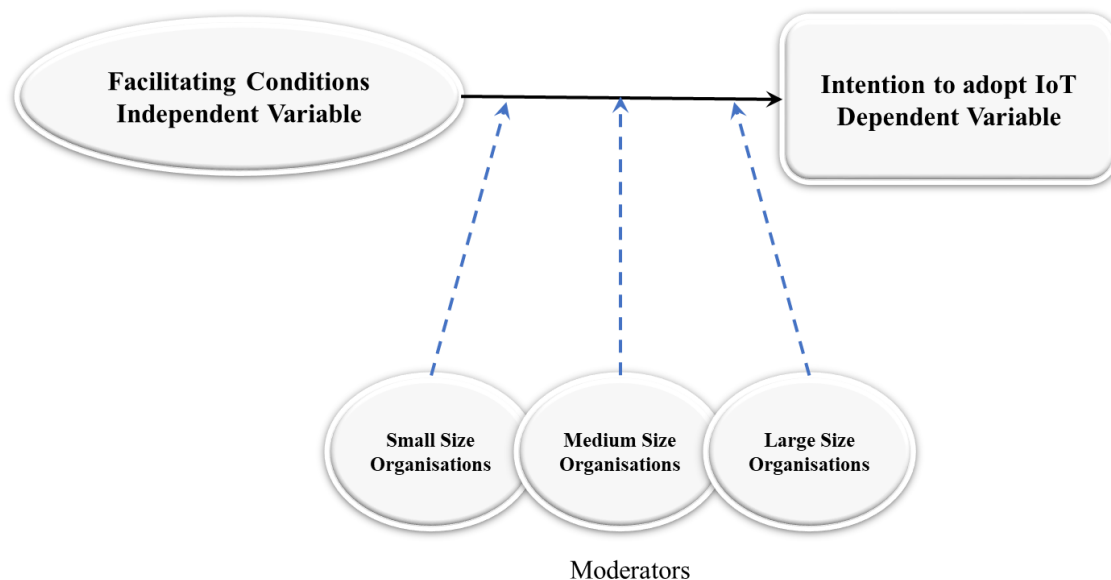 Facilitating Conditions
Independent Variable
Intention to adopt IoT
Dependent Variable
Small Size
Organisations
Medium Size
Organisations
Large Size
Organisations
Moderators